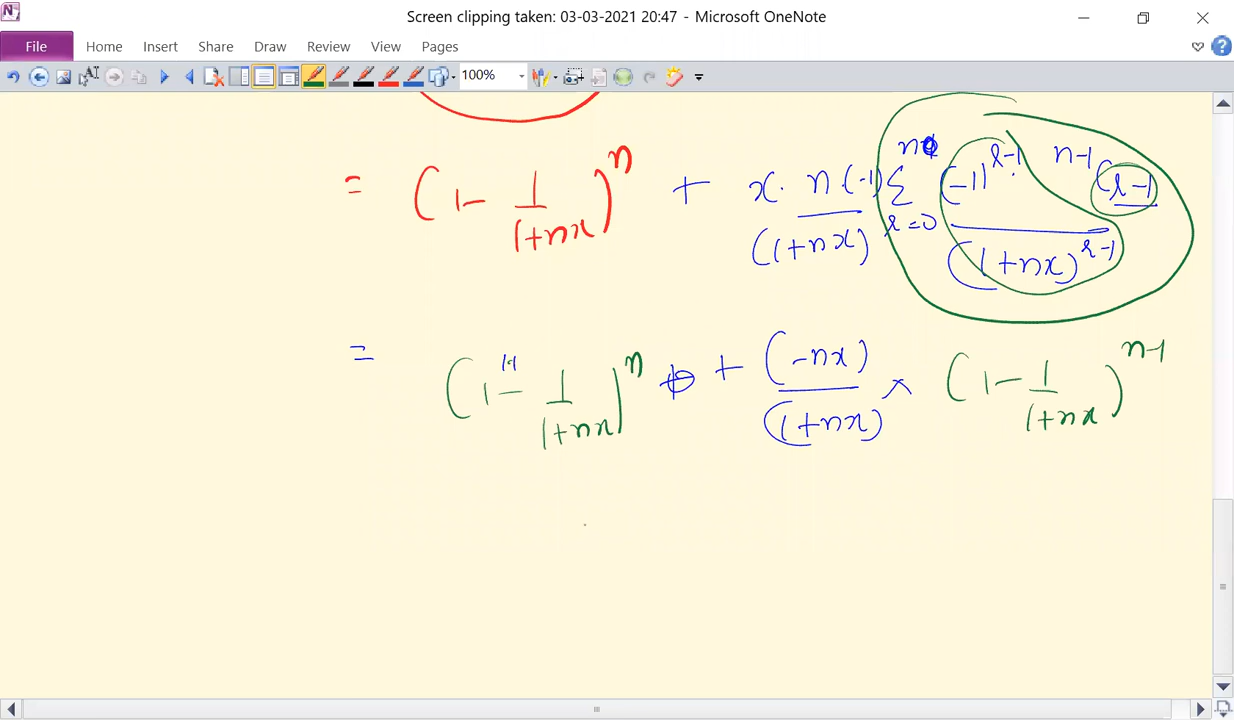 Screen clipping taken: 03-03-2021 20:47 - Microsoft OneNote
File Home Insert Share Draw Review View Pages
100%
= (1 - 1/(1+nx))^n + x · n·(-1)/(1+nx) Σ_{r=0}^{n} (-1)^{r-1} ^{n-1}C_{r-1} / (1+nx)^{r-1}
= (1 - 1/(1+nx))^n + (-nx)/(1+nx) × (1 - 1/(1+nx))^{n-1}